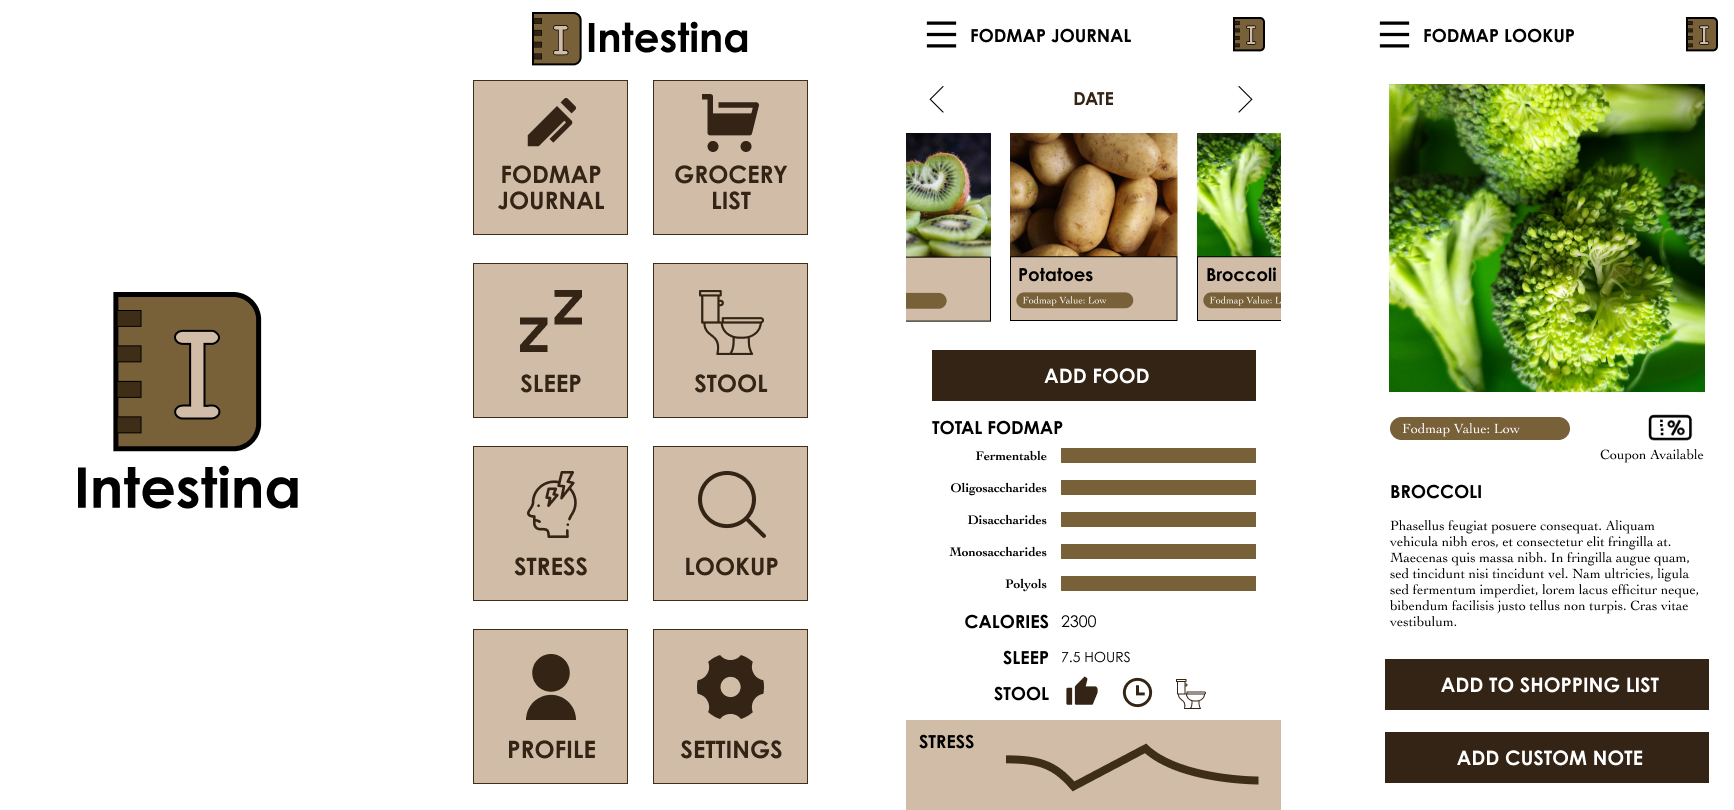 I
Intestina
I Intestina
FODMAP
JOURNAL
GROCERY
LIST
SLEEP
STOOL
STRESS
LOOKUP
PROFILE
SETTINGS
FODMAP JOURNAL
I
DATE
Potatoes
Fodmap Value: Low
Broccoli
Fodmap Value: L
ADD FOOD
TOTAL FODMAP
Fermentable
Oligosaccharides
Disaccharides
Monosaccharides
Polyols
CALORIES 2300
SLEEP 7.5 HOURS
STOOL
STRESS
FODMAP LOOKUP
I
Fodmap Value: Low
%
Coupon Available
BROCCOLI
Phasellus feugiat posuere consequat. Aliquam
vehicula nibh eros, et consectetur elit fringilla at.
Maecenas quis massa nibh. In fringilla augue quam,
sed tincidunt nisi tincidunt vel. Nam ultricies, ligula
sed fermentum imperdiet, lorem lacus efficitur neque,
bibendum facilisis justo tellus non turpis. Cras vitae
vestibulum.
ADD TO SHOPPING LIST
ADD CUSTOM NOTE